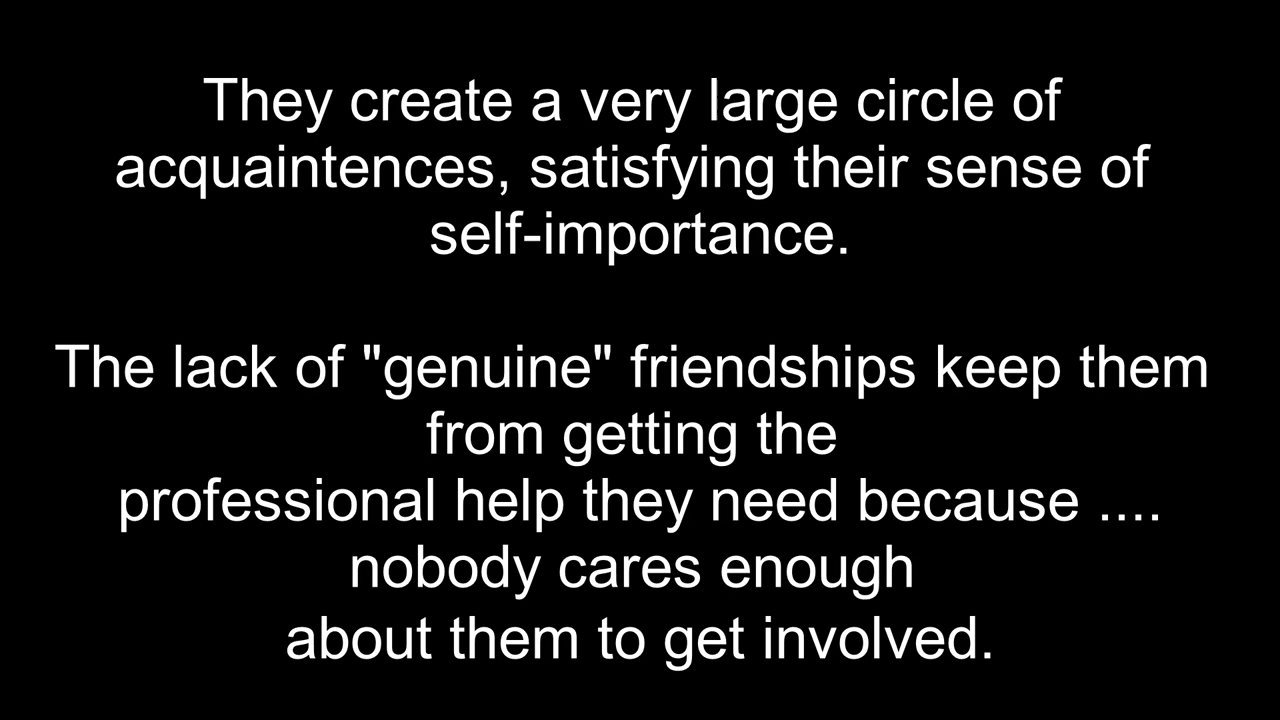 They create a very large circle of
acquaintences, satisfying their sense of
self-importance.
The lack of "genuine" friendships keep them
from getting the
professional help they need because ....
nobody cares enough
about them to get involved.